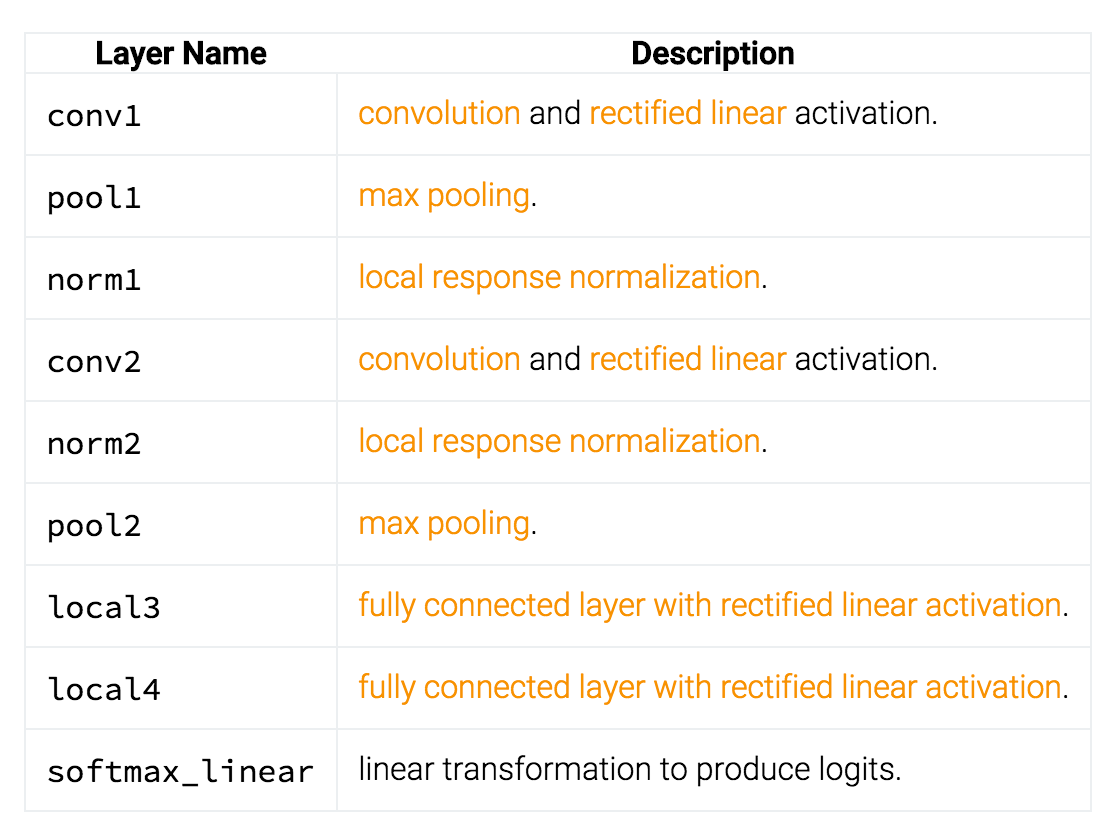 Layer Name Description
conv1 convolution and rectified linear activation.
pool1 max pooling.
norm1 local response normalization.
conv2 convolution and rectified linear activation.
norm2 local response normalization.
pool2 max pooling.
local3 fully connected layer with rectified linear activation.
local4 fully connected layer with rectified linear activation.
softmax_linear linear transformation to produce logits.